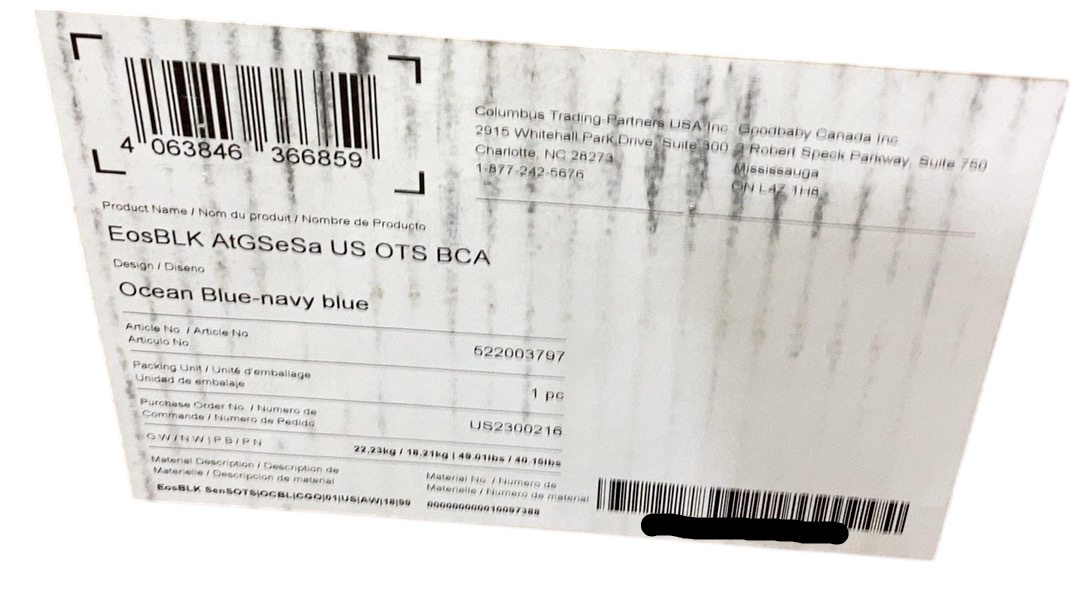 4 063846 366859
Columbus Trading-Partners USA Inc
2915 Whitehall Park Drive, Suite 300
Charlotte, NC 28273
1-877-242-5676
Goodbaby Canada Inc
2 Robert Speck Parkway, Suite 750
Mississauga
ON L4Z 1H8
Product Name / Nom du produit / Nombre de Producto
EosBLK AtGSeSa US OTS BCA
Design / Diseno
Ocean Blue-navy blue
Article No. / Article No
Articulo No
522003797
Packing Unit / Unité d'emballage
Unidad de embalaje
1 pc
Purchase Order No. / Numero de
Commande / Numero de Pedido
US2300216
GW/NW|PB/PN
22,23kg / 18,21kg | 49.01lbs / 40.15lbs
Material Description / Description de
Materielle / Descripcion de material
Material No. / Numero de
Materielle / Numero de material
EosBLK SenSOTS|OCBL|CGO|91|US|AW|18|99
000000000010097388